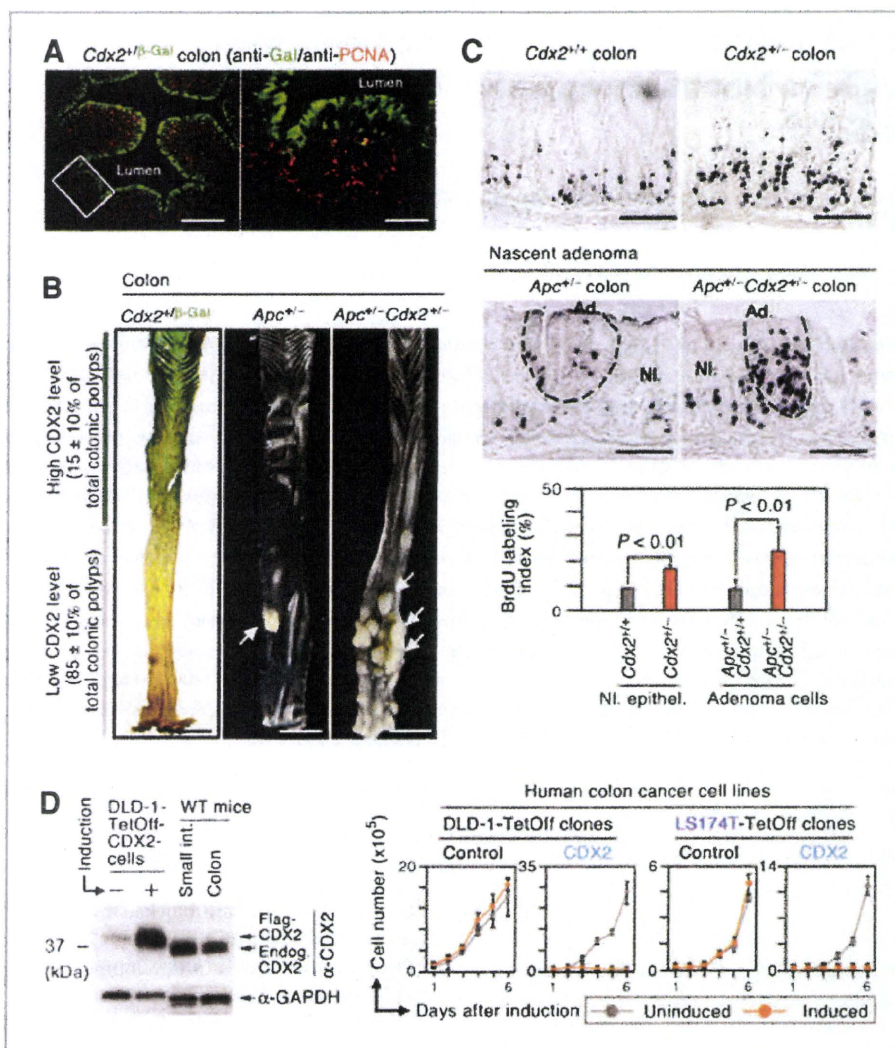 A
Cdx2+/β-Gal colon (anti-Gal/anti-PCNA)
Lumen
Lumen
B
Colon
Cdx2+/β-Gal
Apc+/−
Apc+/−Cdx2+/−
High CDX2 level
(15 ± 10% of
total colonic polyps)
Low CDX2 level
(85 ± 10% of
total colonic polyps)
C
Cdx2+/+ colon
Cdx2+/− colon
Nascent adenoma
Apc+/− colon
Apc+/−Cdx2+/− colon
Ad.
Nl.
Ad.
Nl.
BrdU labeling
index (%)
50
0
P < 0.01
P < 0.01
Cdx2+/+
Cdx2+/−
Apc+/−
Cdx2+/+
Apc+/−
Cdx2+/−
Nl. epithel.
Adenoma cells
D
Induction
DLD-1-
TetOff-
CDX2-
cells
WT mice
Small int.
Colon
− +
37 –
(kDa)
Flag-
CDX2
Endog.
CDX2
α-CDX2
α-GAPDH
Human colon cancer cell lines
DLD-1-TetOff clones
LS174T-TetOff clones
Control
CDX2
Control
CDX2
Cell number (x10⁵)
20
0
35
0
6
0
14
0
1 6
1 6
1 6
1 6
Days after induction
Uninduced
Induced